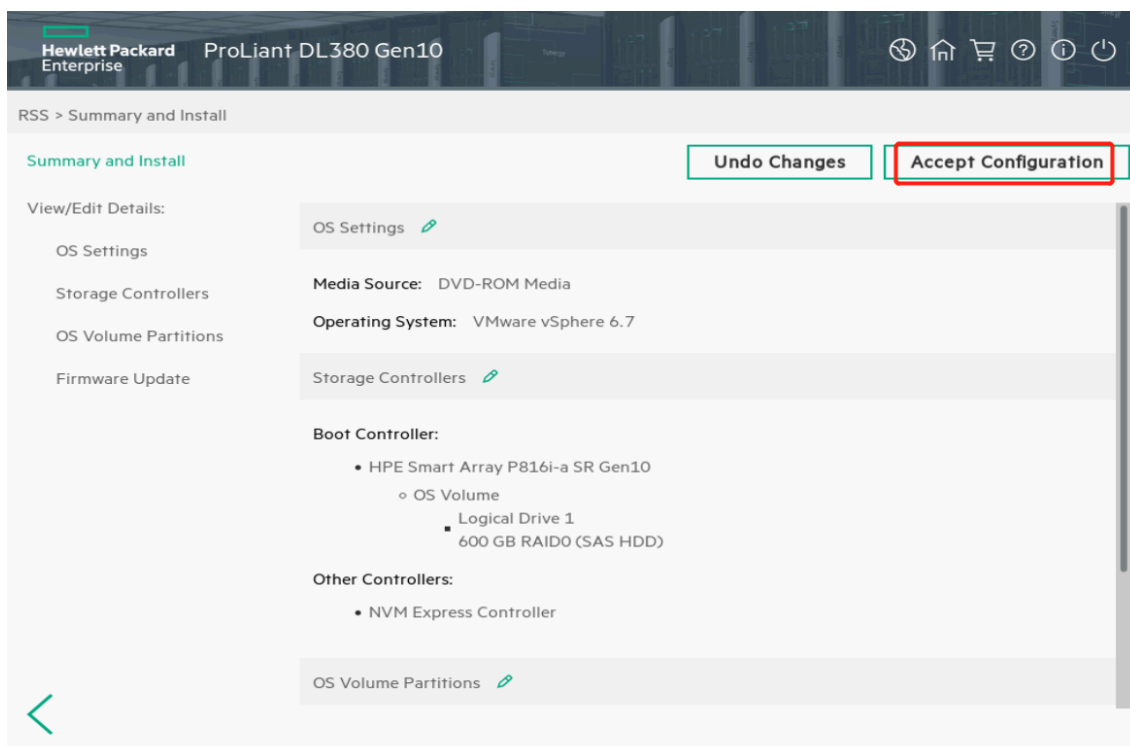 Hewlett Packard
Enterprise
ProLiant DL380 Gen10
RSS > Summary and Install
Summary and Install
Undo Changes
Accept Configuration
View/Edit Details:
OS Settings
Storage Controllers
OS Volume Partitions
Firmware Update
OS Settings
Media Source: DVD-ROM Media
Operating System: VMware vSphere 6.7
Storage Controllers
Boot Controller:
• HPE Smart Array P816i-a SR Gen10
◦ OS Volume
▪ Logical Drive 1
600 GB RAID0 (SAS HDD)
Other Controllers:
• NVM Express Controller
OS Volume Partitions